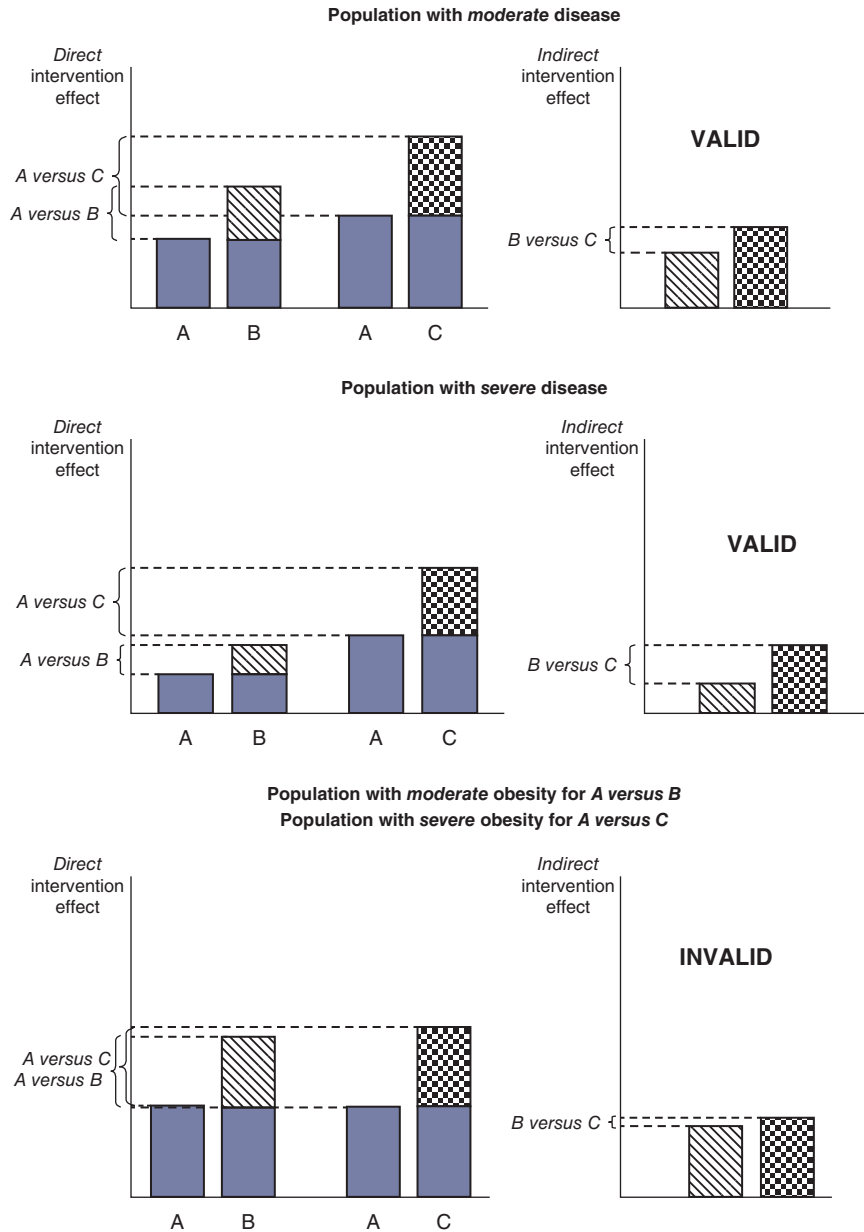 Population with moderate disease
Direct
intervention
effect
A versus C
A versus B
A
B
A
C
Indirect
intervention
effect
VALID
B versus C
Population with severe disease
Direct
intervention
effect
A versus C
A versus B
A
B
A
C
Indirect
intervention
effect
VALID
B versus C
Population with moderate obesity for A versus B
Population with severe obesity for A versus C
Direct
intervention
effect
A versus C
A versus B
A
B
A
C
Indirect
intervention
effect
INVALID
B versus C